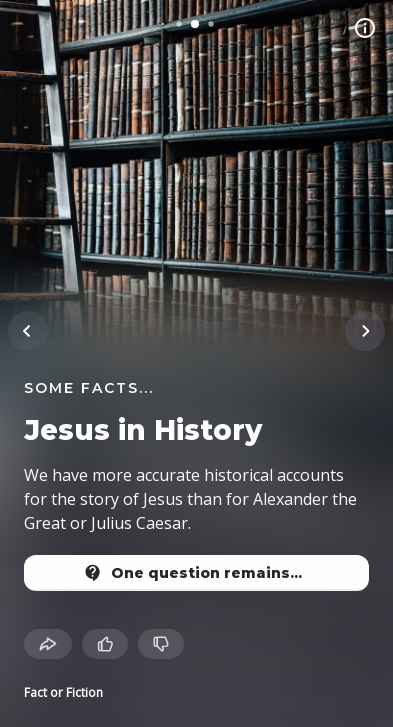 SOME FACTS...
Jesus in History
We have more accurate historical accounts
for the story of Jesus than for Alexander the
Great or Julius Caesar.
One question remains...
Fact or Fiction